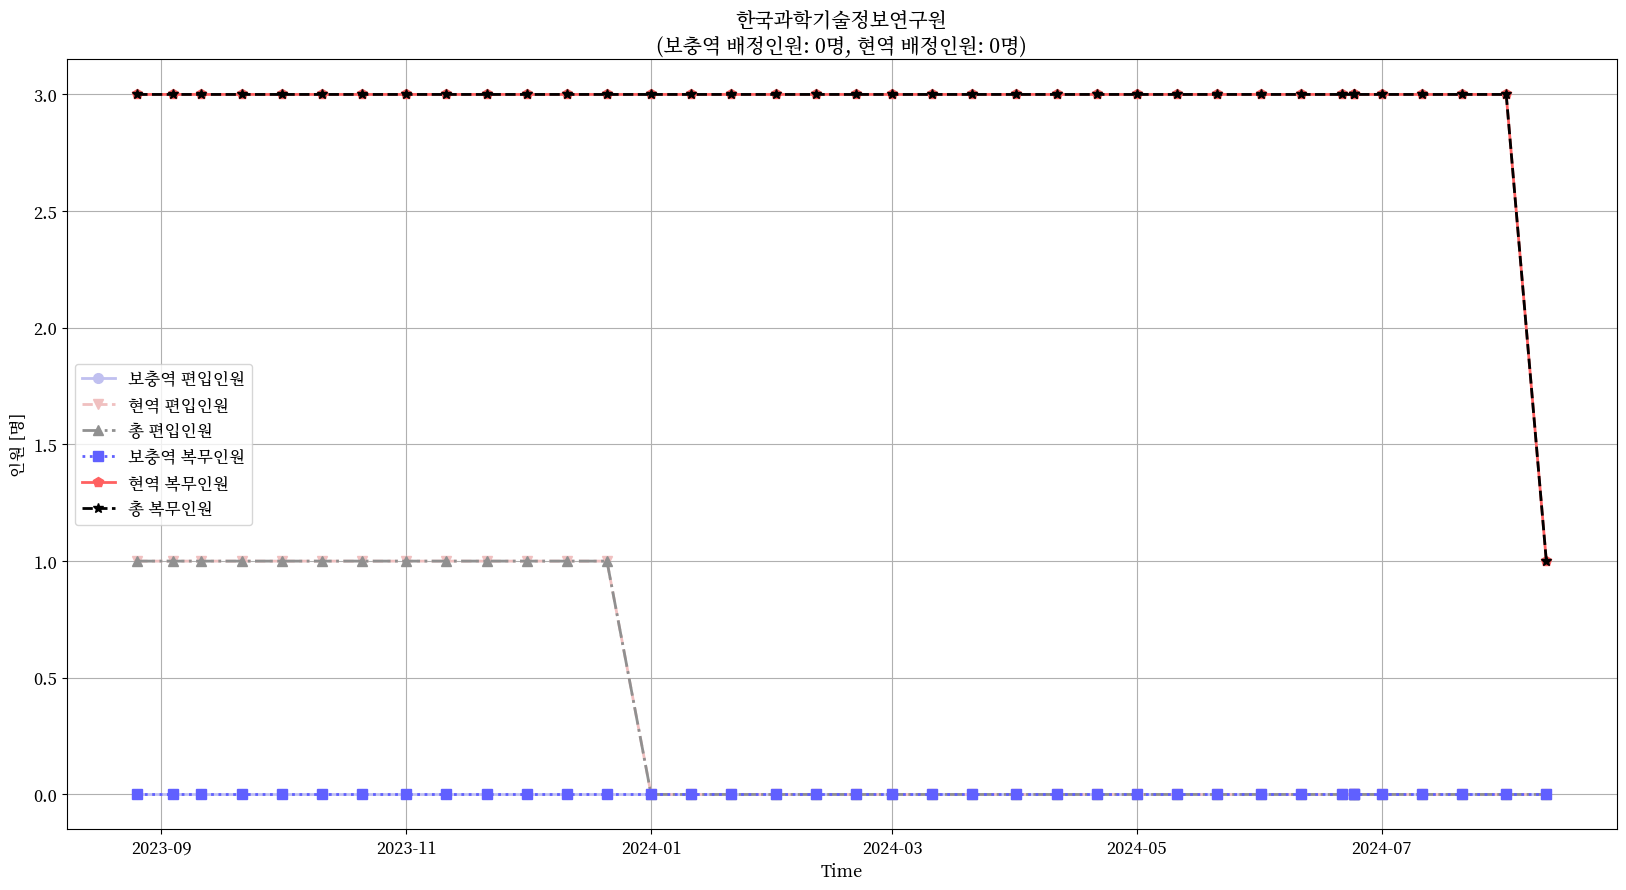 한국과학기술정보연구원
(보충역 배정인원: 0명, 현역 배정인원: 0명)
인원 [명]
3.0
2.5
2.0
1.5
1.0
0.5
0.0
보충역 편입인원
현역 편입인원
총 편입인원
보충역 복무인원
현역 복무인원
총 복무인원
2023-09
2023-11
2024-01
2024-03
2024-05
2024-07
Time